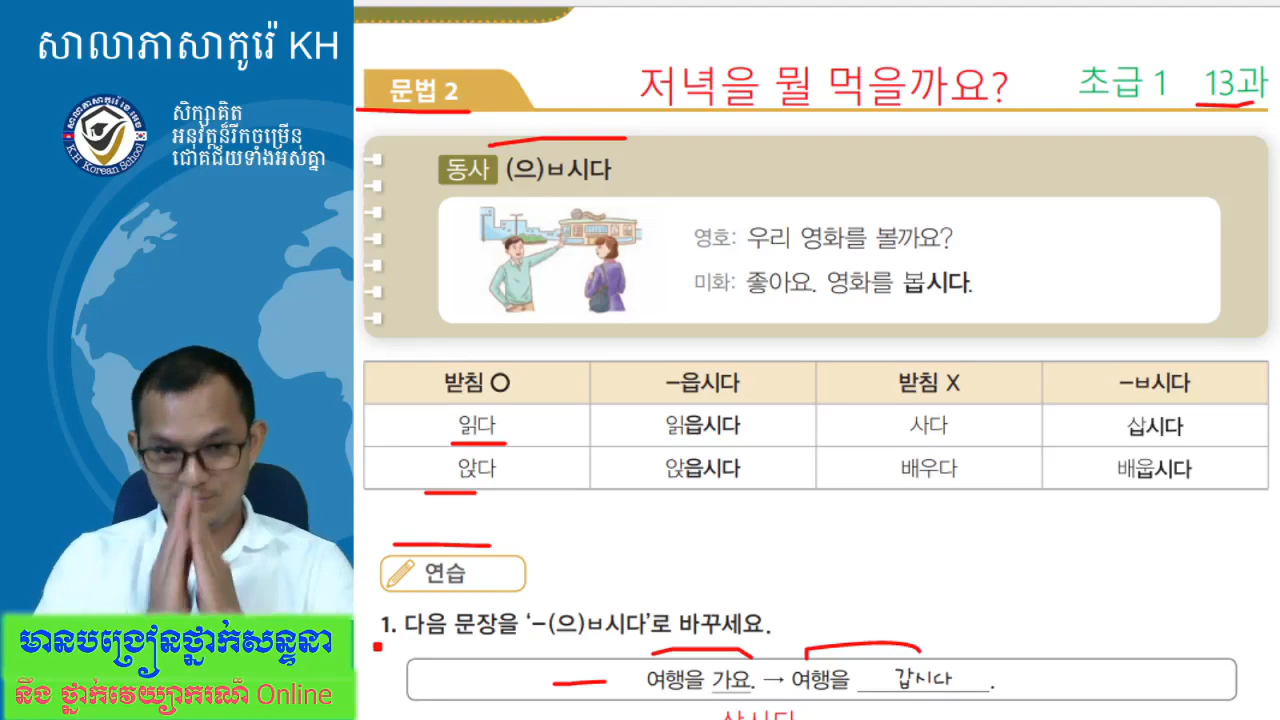 សាលាភាសាកូរ៉េ KH
សិក្សាគិត
អនុវត្តន៍រីកចម្រើន
ជោគជ័យទាំងអស់គ្នា
K.H Korean School
문법 2
저녁을 뭘 먹을까요?
초급 1 13과
동사 (으)ㅂ시다
영호: 우리 영화를 볼까요?
미화: 좋아요. 영화를 봅시다.
받침 O -읍시다 받침 X -ㅂ시다
읽다 읽읍시다 사다 삽시다
앉다 앉읍시다 배우다 배웁시다
연습
1. 다음 문장을 ‘-(으)ㅂ시다’로 바꾸세요.
여행을 가요. → 여행을 갑시다.
មានបង្រៀនថ្នាក់សន្ទនា
និង ថ្នាក់វេយ្យាករណ៍ Online